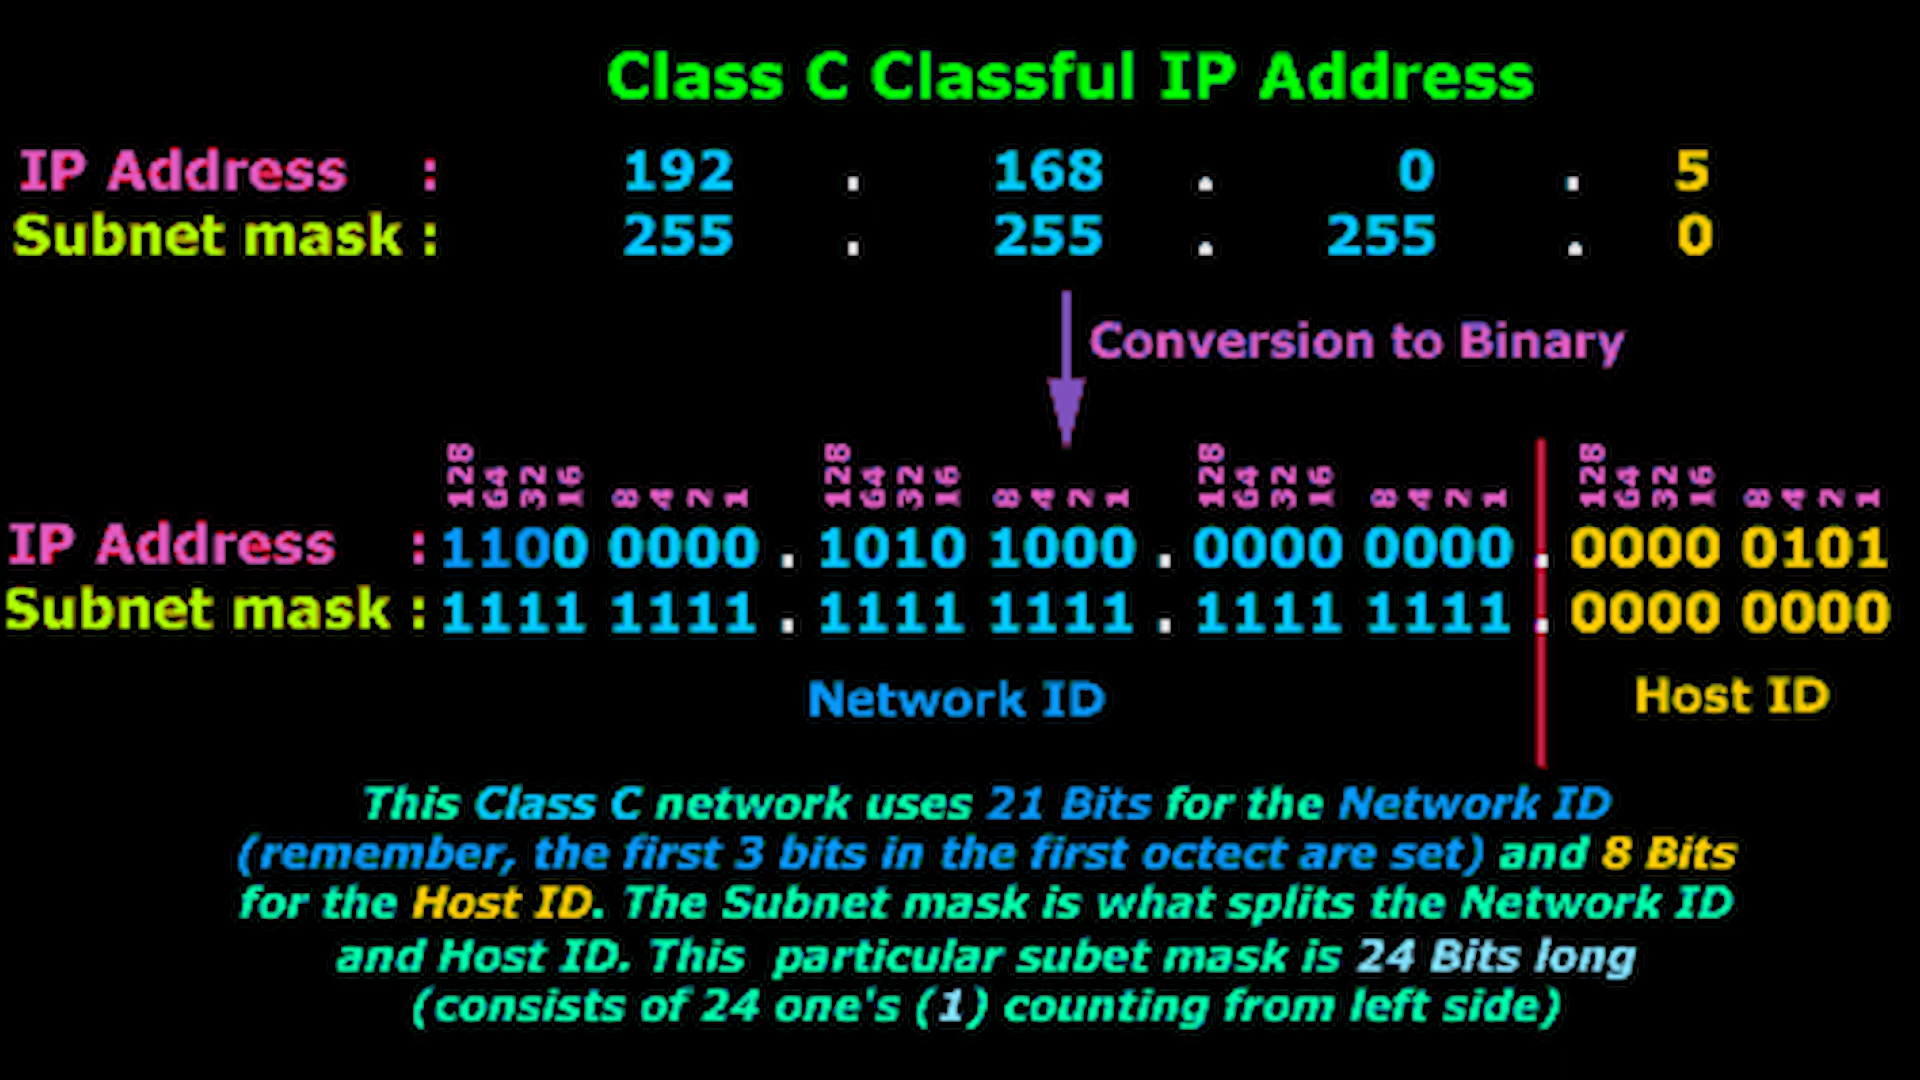 Class C Classful IP Address
IP Address : 192 . 168 . 0 . 5
Subnet mask : 255 . 255 . 255 . 0
Conversion to Binary
128 64 32 16 8 4 2 1 128 64 32 16 8 4 2 1 128 64 32 16 8 4 2 1 128 64 32 16 8 4 2 1
IP Address : 1100 0000 . 1010 1000 . 0000 0000 . 0000 0101
Subnet mask : 1111 1111 . 1111 1111 . 1111 1111 . 0000 0000
Network ID Host ID
This Class C network uses 21 Bits for the Network ID
(remember, the first 3 bits in the first octect are set) and 8 Bits
for the Host ID. The Subnet mask is what splits the Network ID
and Host ID. This particular subet mask is 24 Bits long
(consists of 24 one's (1) counting from left side)